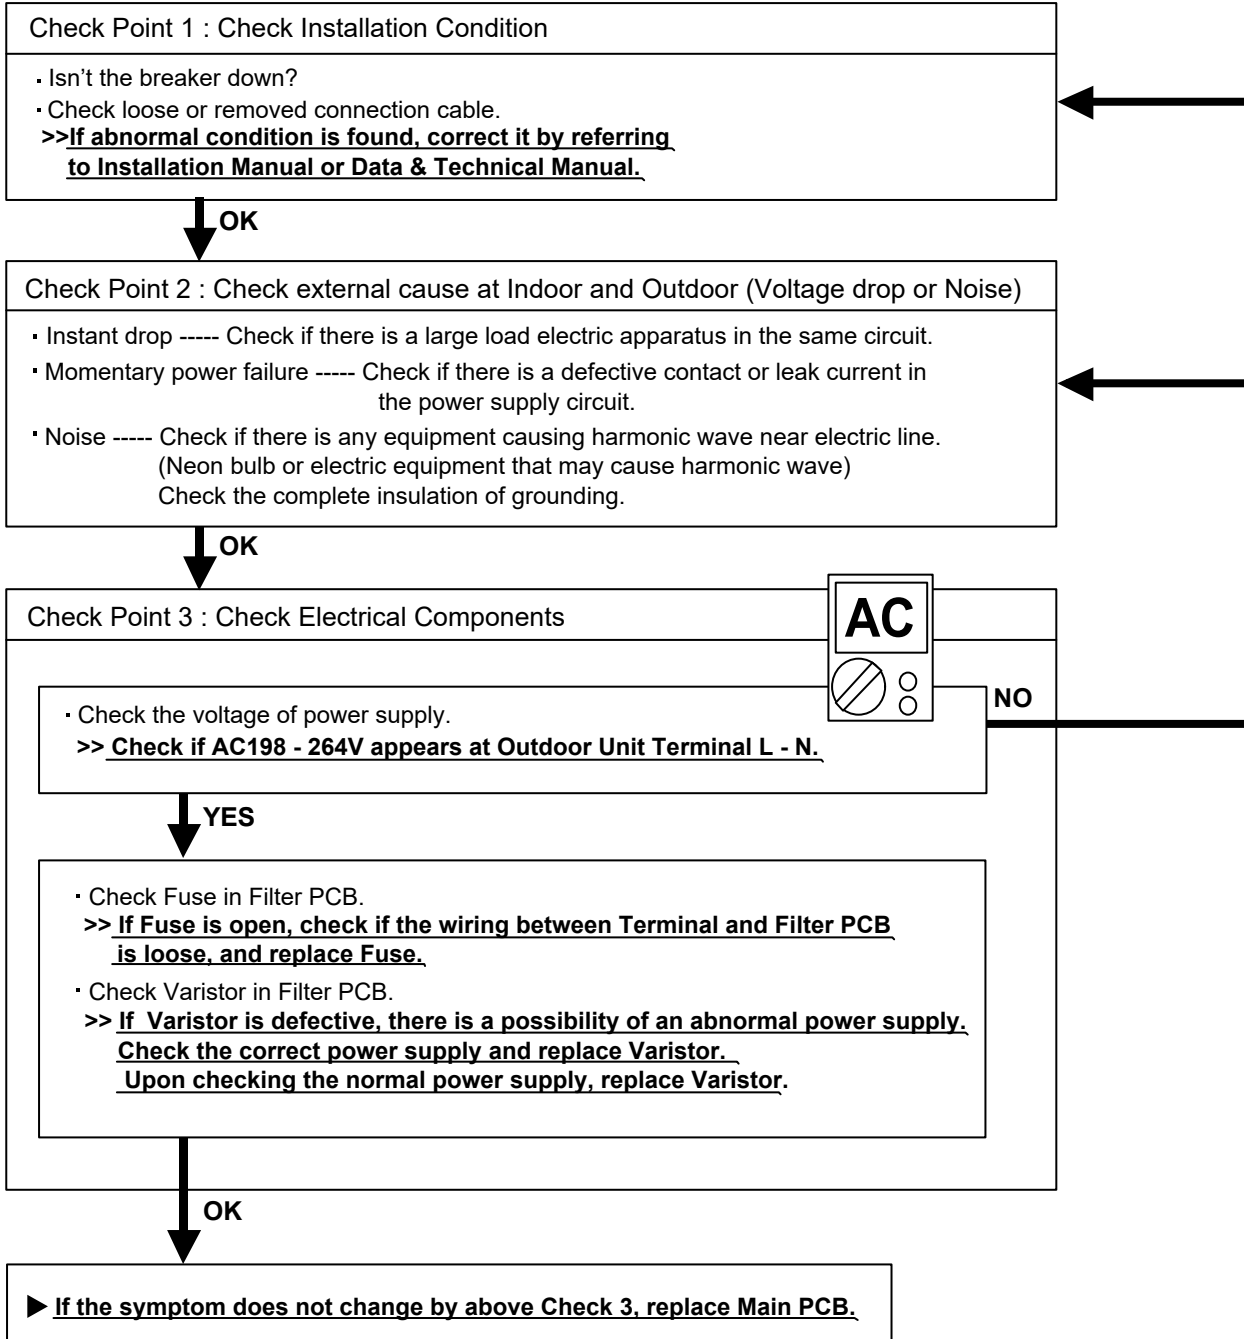 Check Point 1 : Check Installation Condition
· Isn’t the breaker down?
· Check loose or removed connection cable.
>>If abnormal condition is found, correct it by referring
to Installation Manual or Data & Technical Manual.
OK
Check Point 2 : Check external cause at Indoor and Outdoor (Voltage drop or Noise)
· Instant drop ----- Check if there is a large load electric apparatus in the same circuit.
· Momentary power failure ----- Check if there is a defective contact or leak current in
the power supply circuit.
· Noise ----- Check if there is any equipment causing harmonic wave near electric line.
(Neon bulb or electric equipment that may cause harmonic wave)
Check the complete insulation of grounding.
OK
Check Point 3 : Check Electrical Components
AC
· Check the voltage of power supply.
>> Check if AC198 - 264V appears at Outdoor Unit Terminal L - N.
NO
YES
· Check Fuse in Filter PCB.
>> If Fuse is open, check if the wiring between Terminal and Filter PCB
is loose, and replace Fuse.
· Check Varistor in Filter PCB.
>> If Varistor is defective, there is a possibility of an abnormal power supply.
Check the correct power supply and replace Varistor.
Upon checking the normal power supply, replace Varistor.
OK
▶ If the symptom does not change by above Check 3, replace Main PCB.